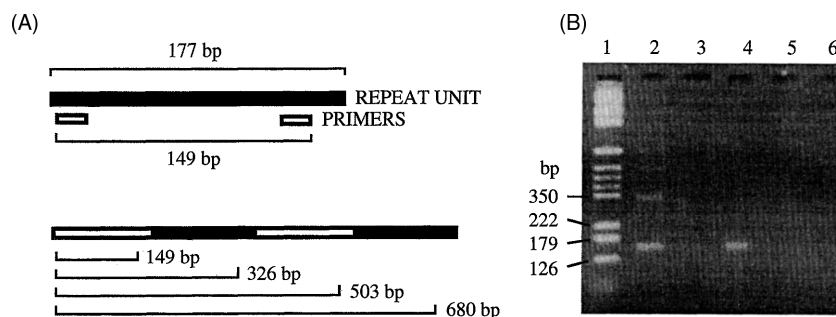 (A)
177 bp
REPEAT UNIT
PRIMERS
149 bp
149 bp
326 bp
503 bp
680 bp
(B)
1 2 3 4 5 6
bp
350
222
179
126